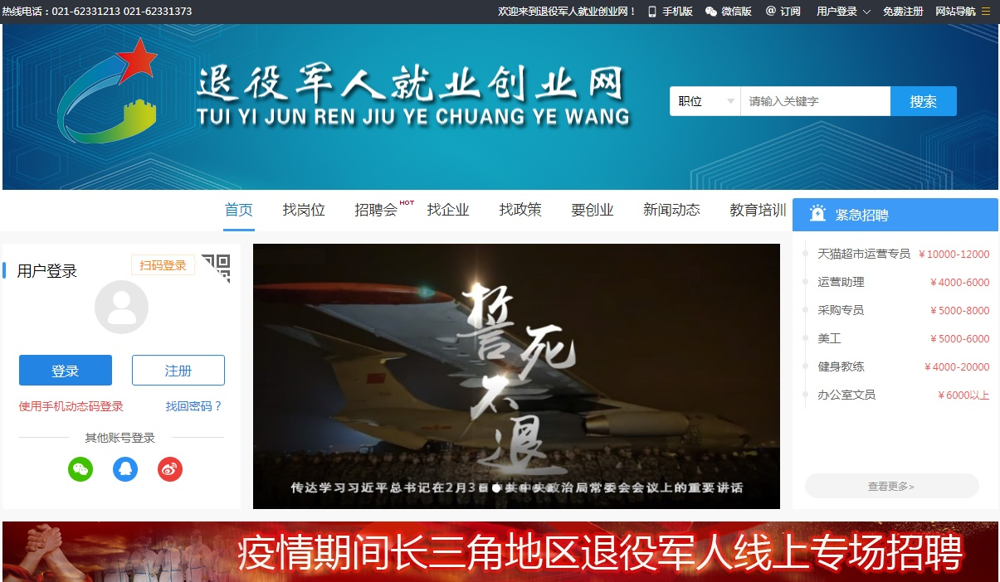 热线电话：021-62331213 021-62331373
欢迎来到退役军人就业创业网！ 手机版 微信版 @ 订阅 用户登录 免费注册 网站导航
退役军人就业创业网
TUI YI JUN REN JIU YE CHUANG YE WANG
职位 请输入关键字 搜索
首页 找岗位 招聘会 HOT 找企业 找政策 要创业 新闻动态 教育培训
紧急招聘
用户登录 扫码登录
登录 注册
使用手机动态码登录 找回密码？
其他账号登录
誓死不退
传达学习习近平总书记在2月3日中共中央政治局常委会会议上的重要讲话
天猫超市运营专员 ￥10000-12000
运营助理 ￥4000-6000
采购专员 ￥5000-8000
美工 ￥5000-6000
健身教练 ￥4000-20000
办公室文员 ￥6000以上
查看更多>
疫情期间长三角地区退役军人线上专场招聘